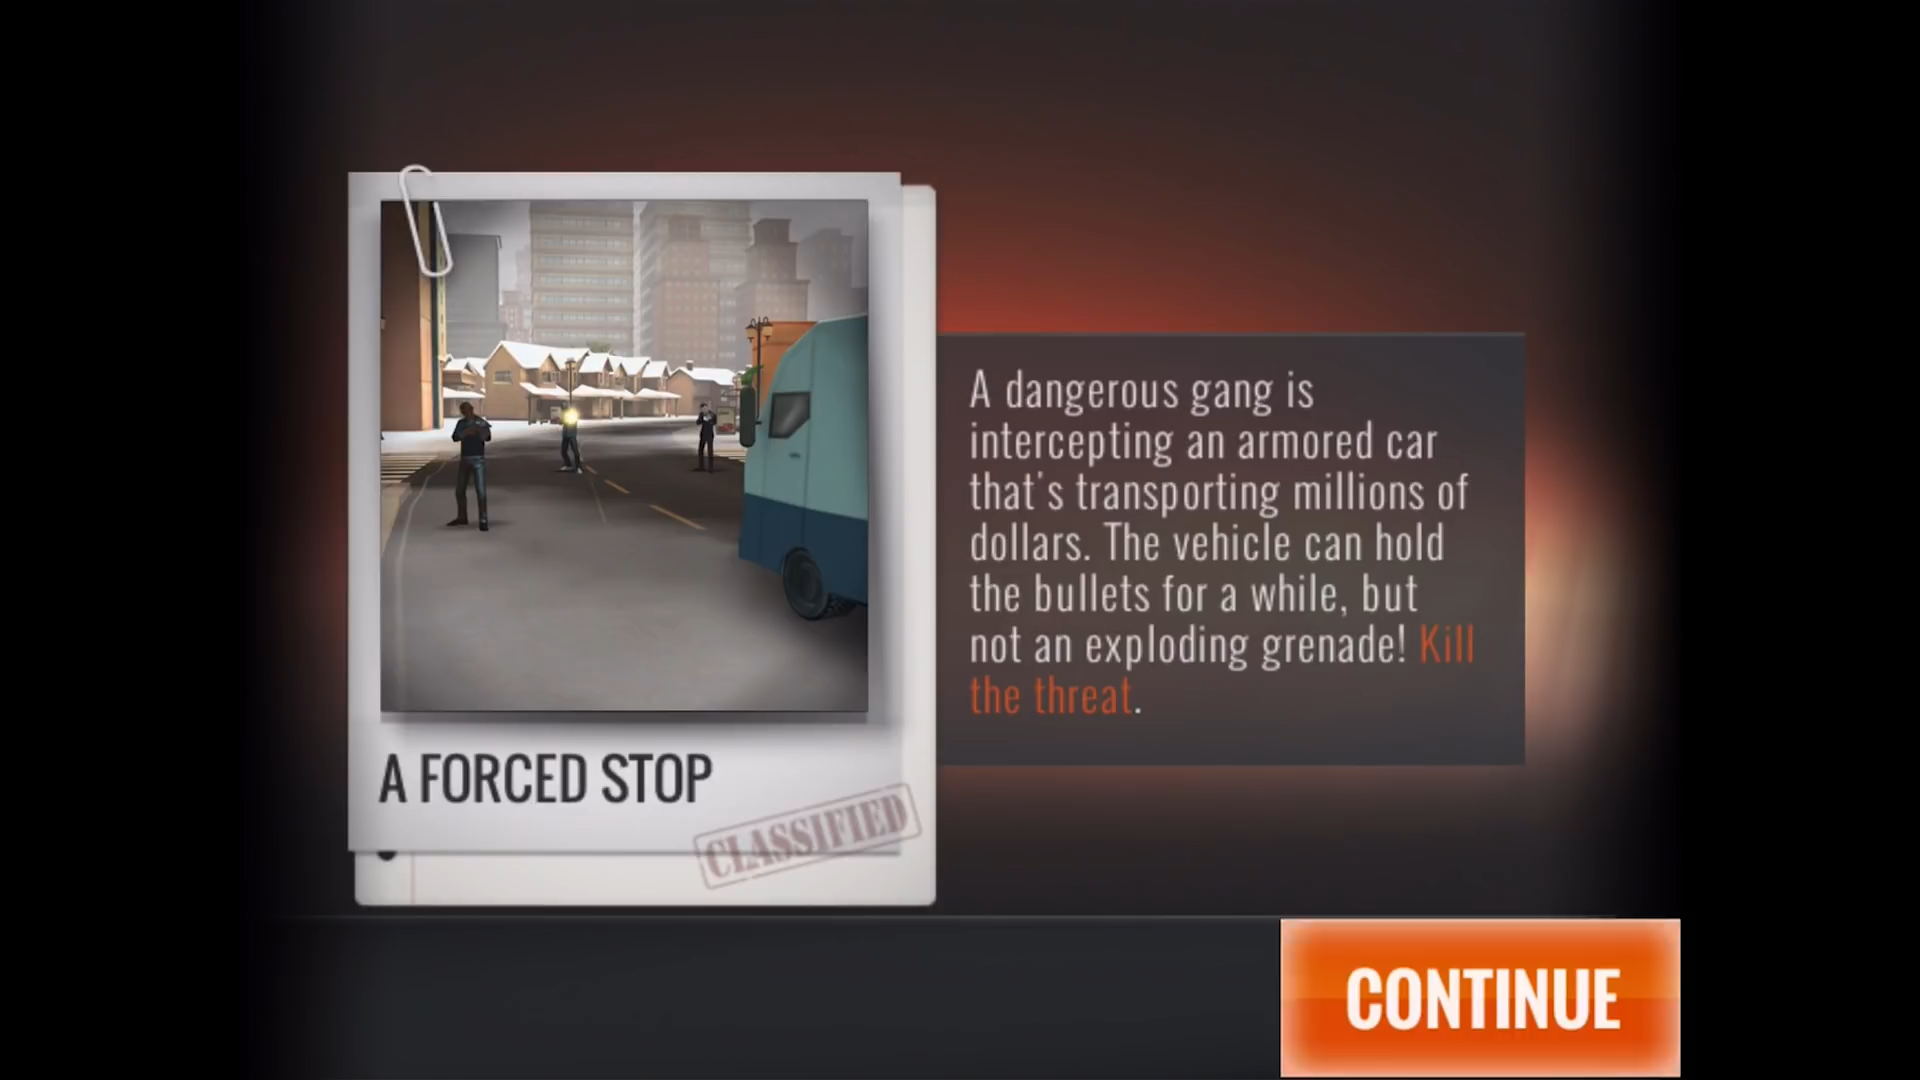 A dangerous gang is
intercepting an armored car
that's transporting millions of
dollars. The vehicle can hold
the bullets for a while, but
not an exploding grenade! Kill
the threat.
A FORCED STOP
CLASSIFIED
CONTINUE